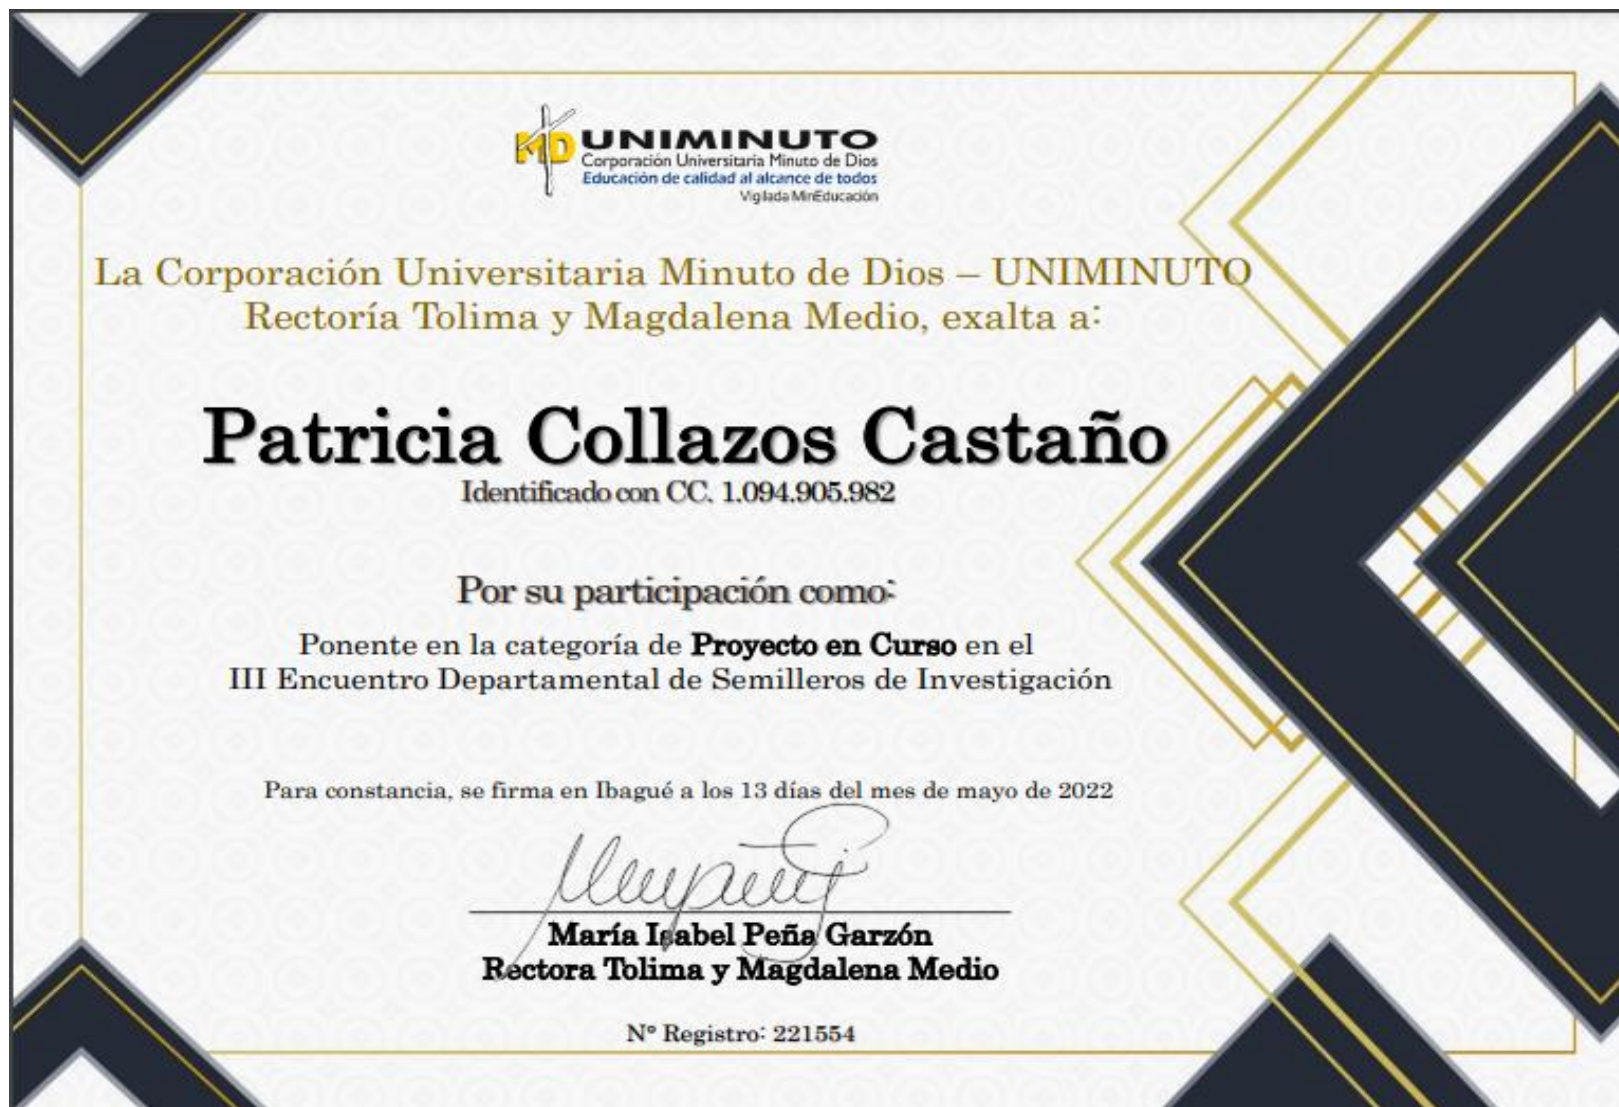 MD UNIMINUTO
Corporación Universitaria Minuto de Dios
Educación de calidad al alcance de todos
Vigilada MinEducación
La Corporación Universitaria Minuto de Dios – UNIMINUTO
Rectoría Tolima y Magdalena Medio, exalta a:
Patricia Collazos Castaño
Identificado con CC. 1.094.905.982
Por su participación como:
Ponente en la categoría de Proyecto en Curso en el
III Encuentro Departamental de Semilleros de Investigación
Para constancia, se firma en Ibagué a los 13 días del mes de mayo de 2022
María Isabel Peña Garzón
Rectora Tolima y Magdalena Medio
N° Registro: 221554